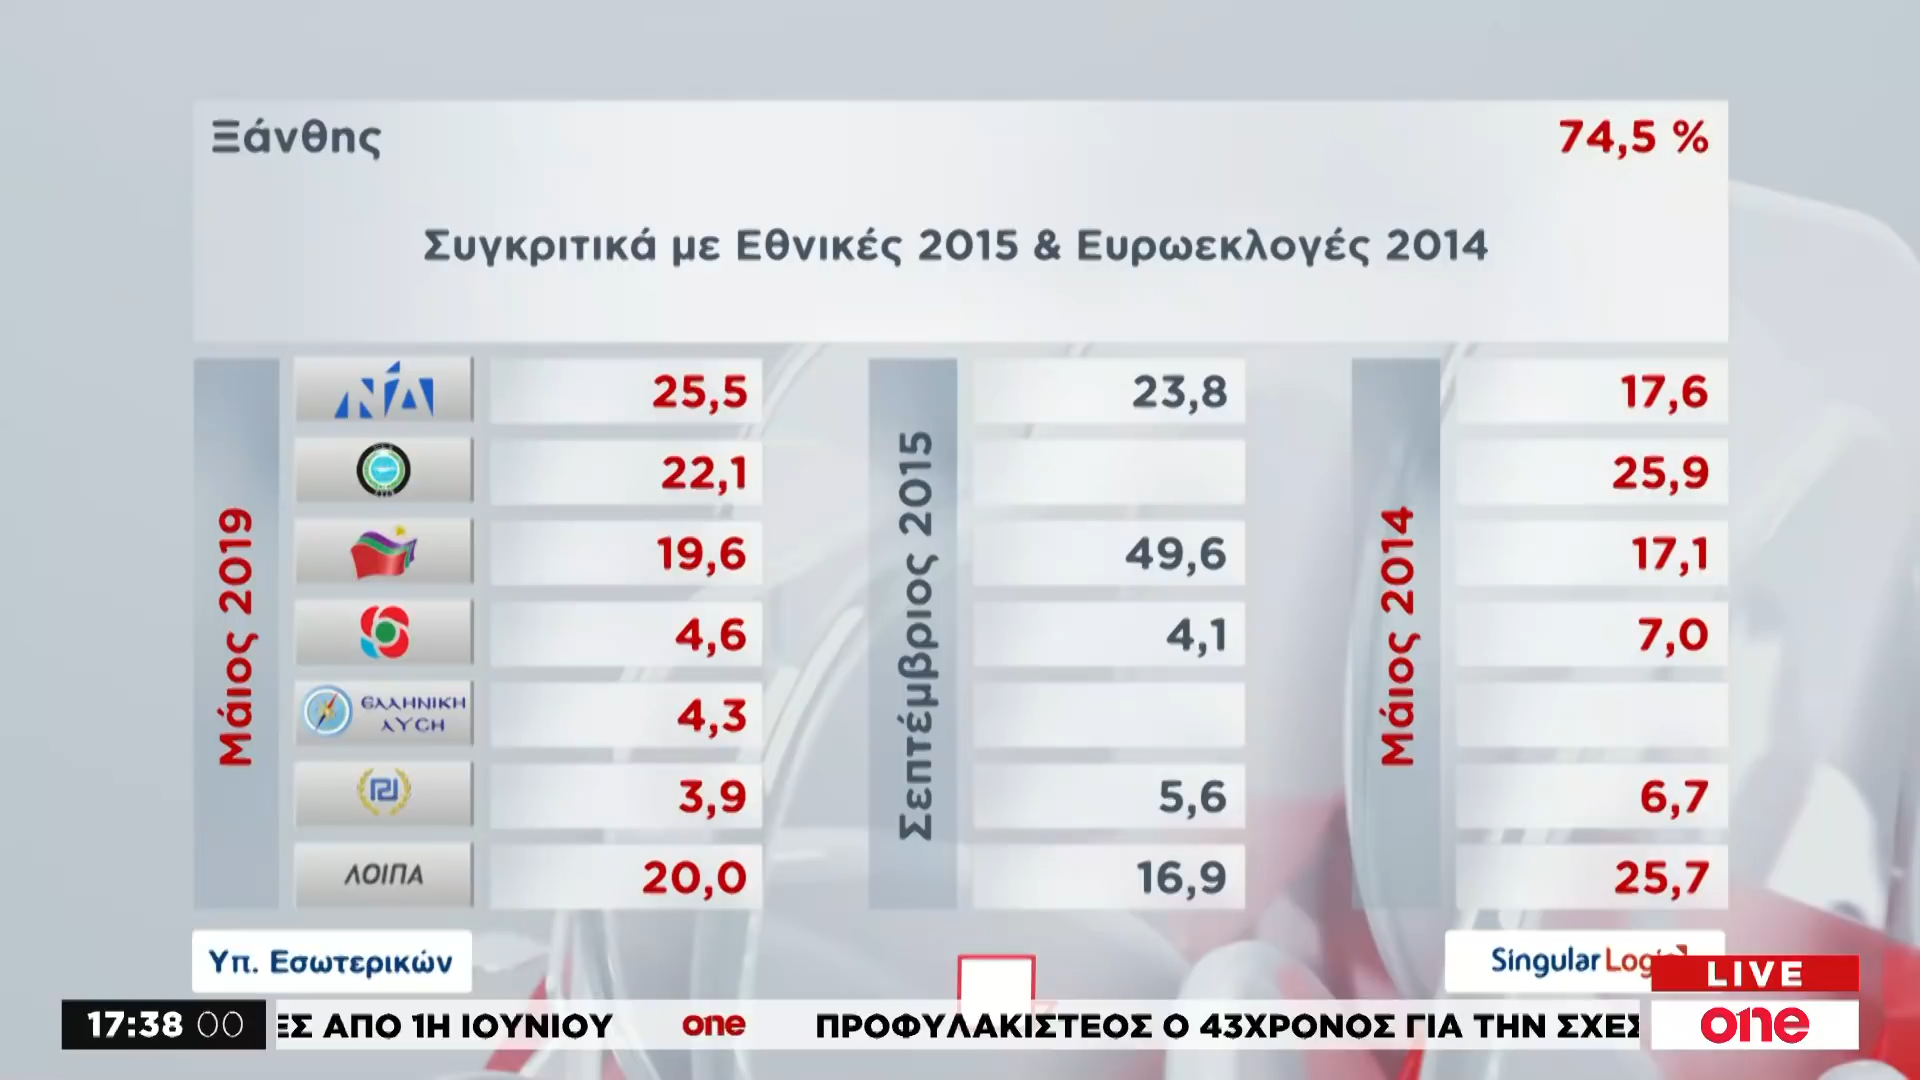 Ξάνθης 74,5 %
Συγκριτικά με Εθνικές 2015 & Ευρωεκλογές 2014
Μάιος 2019
Σεπτέμβριος 2015
Μάιος 2014
ΝΔ 25,5 23,8 17,6
22,1 25,9
19,6 49,6 17,1
4,6 4,1 7,0
ΕΛΛΗΝΙΚΗ
ΛΥΣΗ
4,3
3,9 5,6 6,7
ΛΟΙΠΑ 20,0 16,9 25,7
Υπ. Εσωτερικών
Singular
LIVE
17:38 00 ΕΣ ΑΠΟ 1Η ΙΟΥΝΙΟΥ one ΠΡΟΦΥΛΑΚΙΣΤΕΟΣ Ο 43ΧΡΟΝΟΣ ΓΙΑ ΤΗΝ ΣΧΕΣ
one